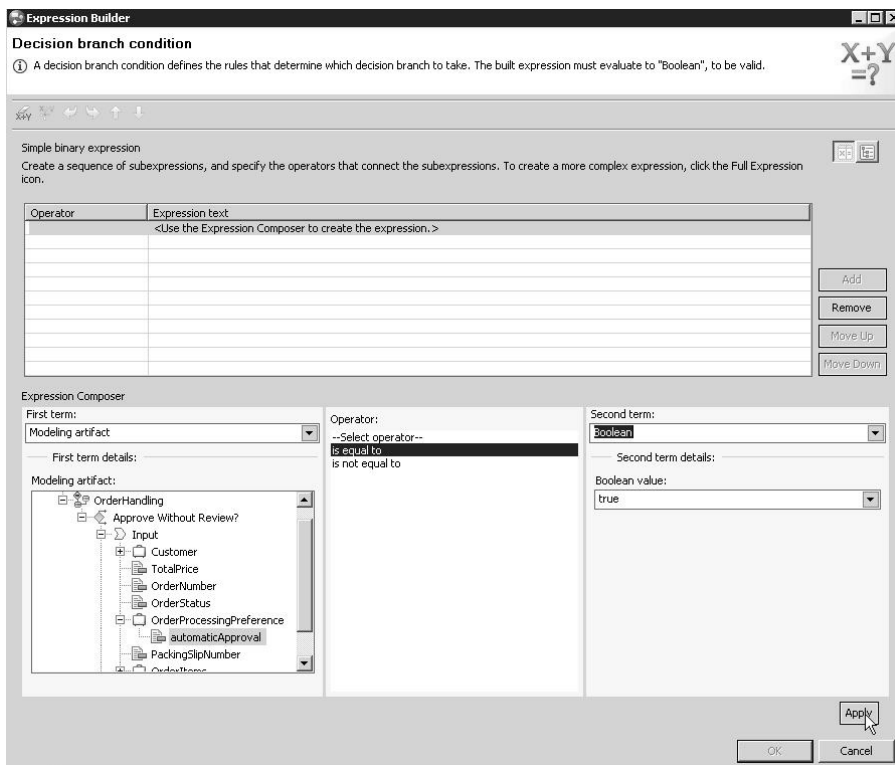 Expression Builder
Decision branch condition
A decision branch condition defines the rules that determine which decision branch to take. The built expression must evaluate to "Boolean", to be valid.
X+Y
=?
X+Y
Simple binary expression
Create a sequence of subexpressions, and specify the operators that connect the subexpressions. To create a more complex expression, click the Full Expression
icon.
Operator
Expression text
<Use the Expression Composer to create the expression.>
Add
Remove
Move Up
Move Down
Expression Composer
First term:
Modeling artifact
First term details:
Modeling artifact:
OrderHandling
Approve Without Review?
Input
Customer
TotalPrice
OrderNumber
OrderStatus
OrderProcessingPreference
automaticApproval
PackingSlipNumber
OrderItems
Operator:
--Select operator--
is equal to
is not equal to
Second term:
Boolean
Second term details:
Boolean value:
true
Apply
OK
Cancel